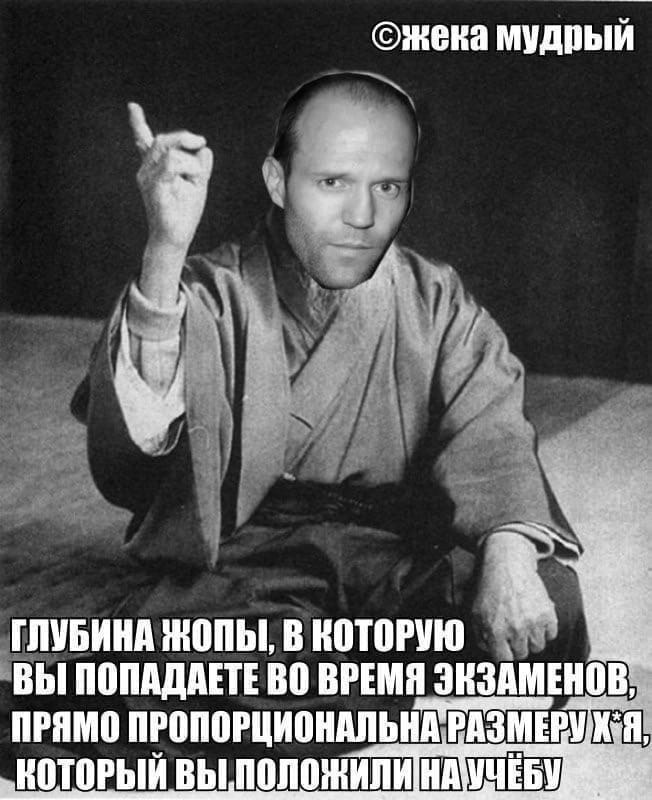 ©жека мудрый
ГЛУБИНА ЖОПЫ, В КОТОРУЮ
ВЫ ПОПАДАЕТЕ ВО ВРЕМЯ ЭКЗАМЕНОВ,
ПРЯМО ПРОПОРЦИОНАЛЬНА РАЗМЕРУ Х*Я,
КОТОРЫЙ ВЫ ПОЛОЖИЛИ НА УЧЁБУ